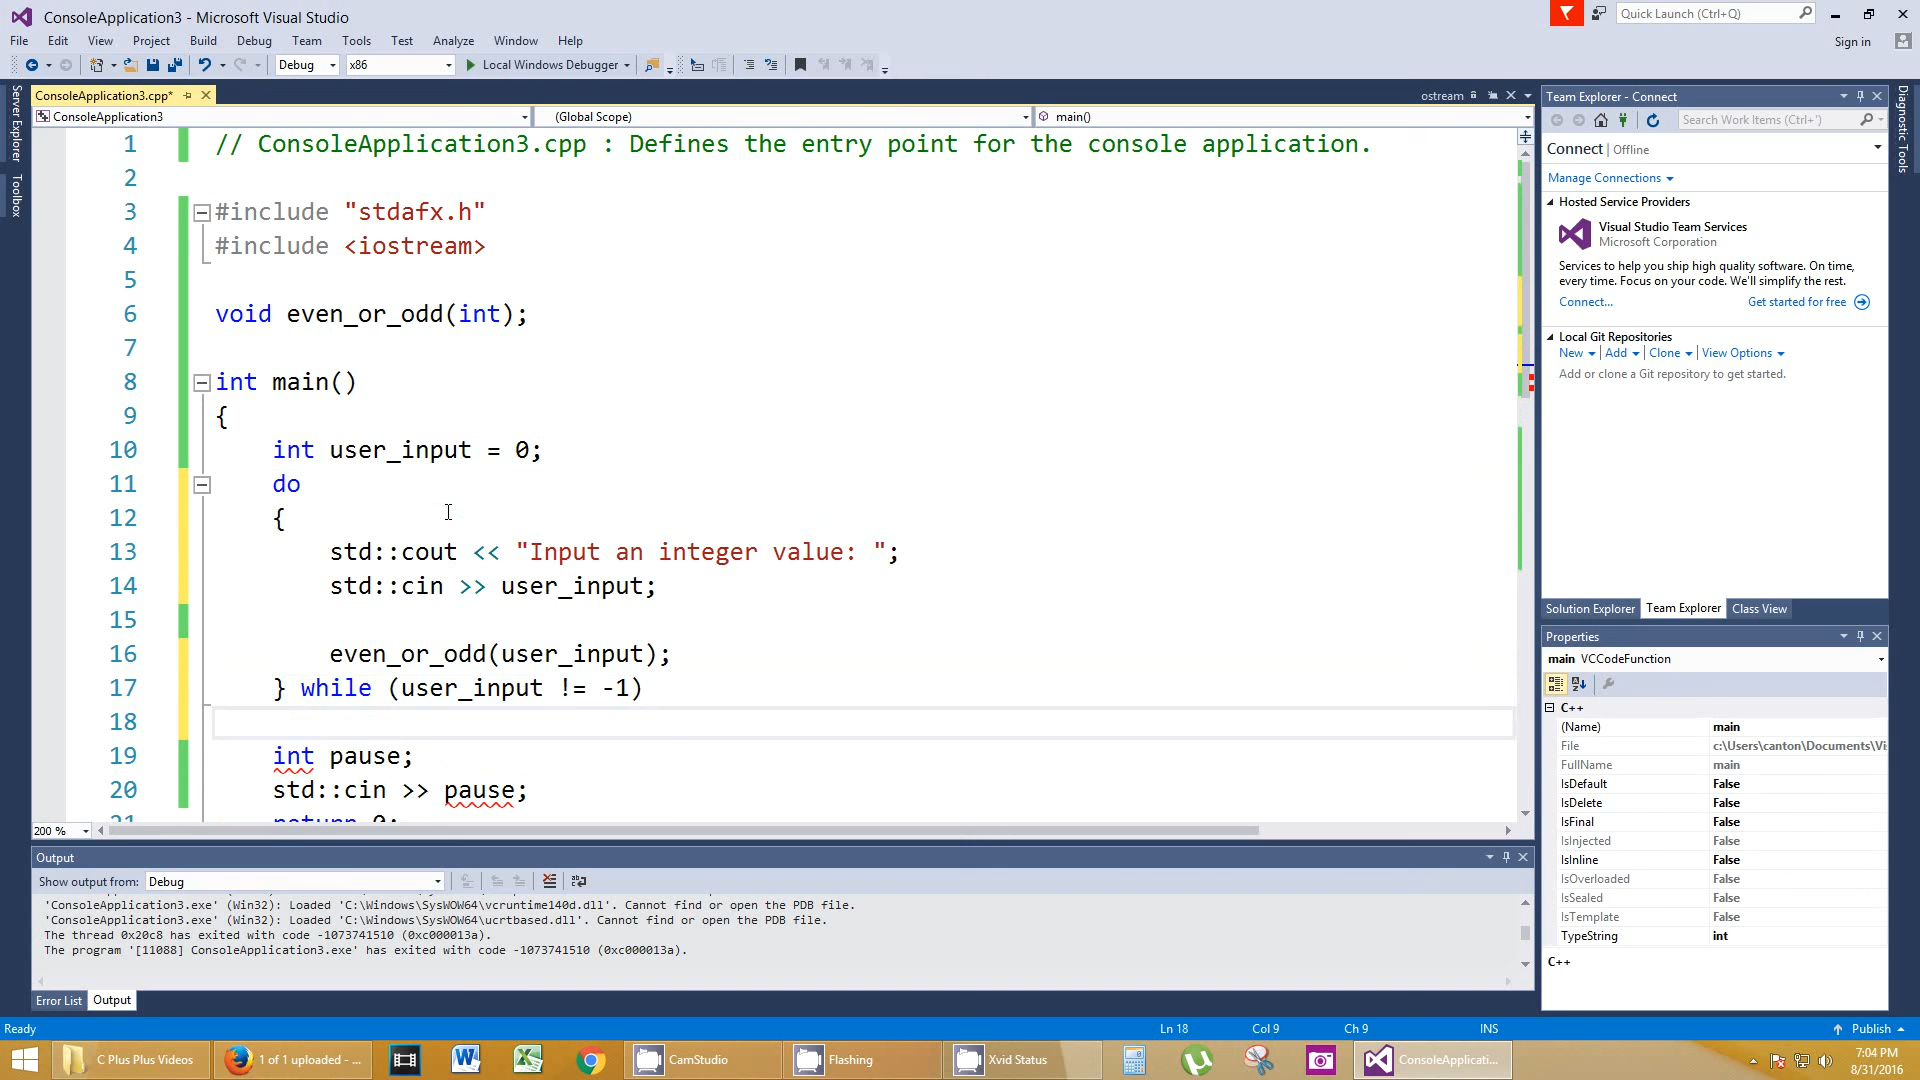 ConsoleApplication3 - Microsoft Visual Studio
Quick Launch (Ctrl+Q)
File Edit View Project Build Debug Team Tools Test Analyze Window Help
Sign in
Debug x86 Local Windows Debugger
Server Explorer
Toolbox
ConsoleApplication3.cpp*
ostream
ConsoleApplication3 (Global Scope) main()
1 // ConsoleApplication3.cpp : Defines the entry point for the console application.
2
3 #include "stdafx.h"
4 #include <iostream>
5
6 void even_or_odd(int);
7
8 int main()
9 {
10 int user_input = 0;
11 do
12 {
13 std::cout << "Input an integer value: ";
14 std::cin >> user_input;
15
16 even_or_odd(user_input);
17 } while (user_input != -1)
18
19 int pause;
20 std::cin >> pause;
21 return 0;
200 %
Output
Show output from: Debug
'ConsoleApplication3.exe' (Win32): Loaded 'C:\Windows\SysWOW64\vcruntime140d.dll'. Cannot find or open the PDB file.
'ConsoleApplication3.exe' (Win32): Loaded 'C:\Windows\SysWOW64\ucrtbased.dll'. Cannot find or open the PDB file.
The thread 0x20c8 has exited with code -1073741510 (0xc000013a).
The program '[11088] ConsoleApplication3.exe' has exited with code -1073741510 (0xc000013a).
Error List Output
Team Explorer - Connect
Search Work Items (Ctrl+')
Connect | Offline
Manage Connections
Hosted Service Providers
Visual Studio Team Services
Microsoft Corporation
Services to help you ship high quality software. On time,
every time. Focus on your code. We'll simplify the rest.
Connect... Get started for free
Local Git Repositories
New | Add | Clone | View Options
Add or clone a Git repository to get started.
Solution Explorer Team Explorer Class View
Properties
main VCCodeFunction
C++
(Name) main
File c:\Users\canton\Documents\Vi
FullName main
IsDefault False
IsDelete False
IsFinal False
IsInjected False
IsInline False
IsOverloaded False
IsSealed False
IsTemplate False
TypeString int
C++
Diagnostic Tools
Ready Ln 18 Col 9 Ch 9 INS Publish
C Plus Plus Videos 1 of 1 uploaded - ... CamStudio Flashing Xvid Status ConsoleApplicati...
7:04 PM
8/31/2016